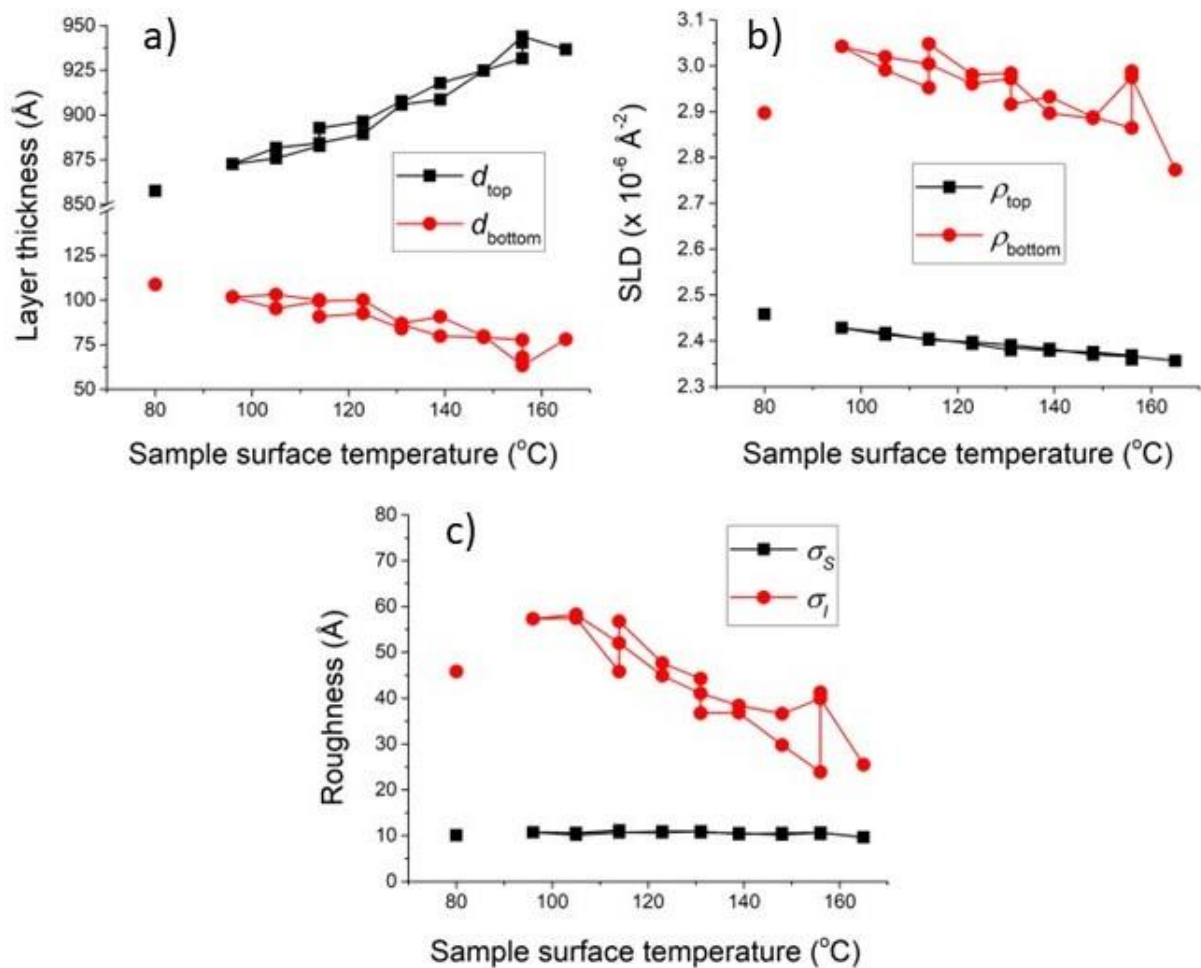 a)
Layer thickness (Å)
950
925
900
875
850
125
100
75
50
d_top
d_bottom
80 100 120 140 160
Sample surface temperature (°C)
b)
SLD (x 10⁻⁶ Å⁻²)
3.1
3.0
2.9
2.8
2.7
2.6
2.5
2.4
2.3
ρ_top
ρ_bottom
80 100 120 140 160
Sample surface temperature (°C)
c)
Roughness (Å)
80
70
60
50
40
30
20
10
0
σ_S
σ_I
80 100 120 140 160
Sample surface temperature (°C)